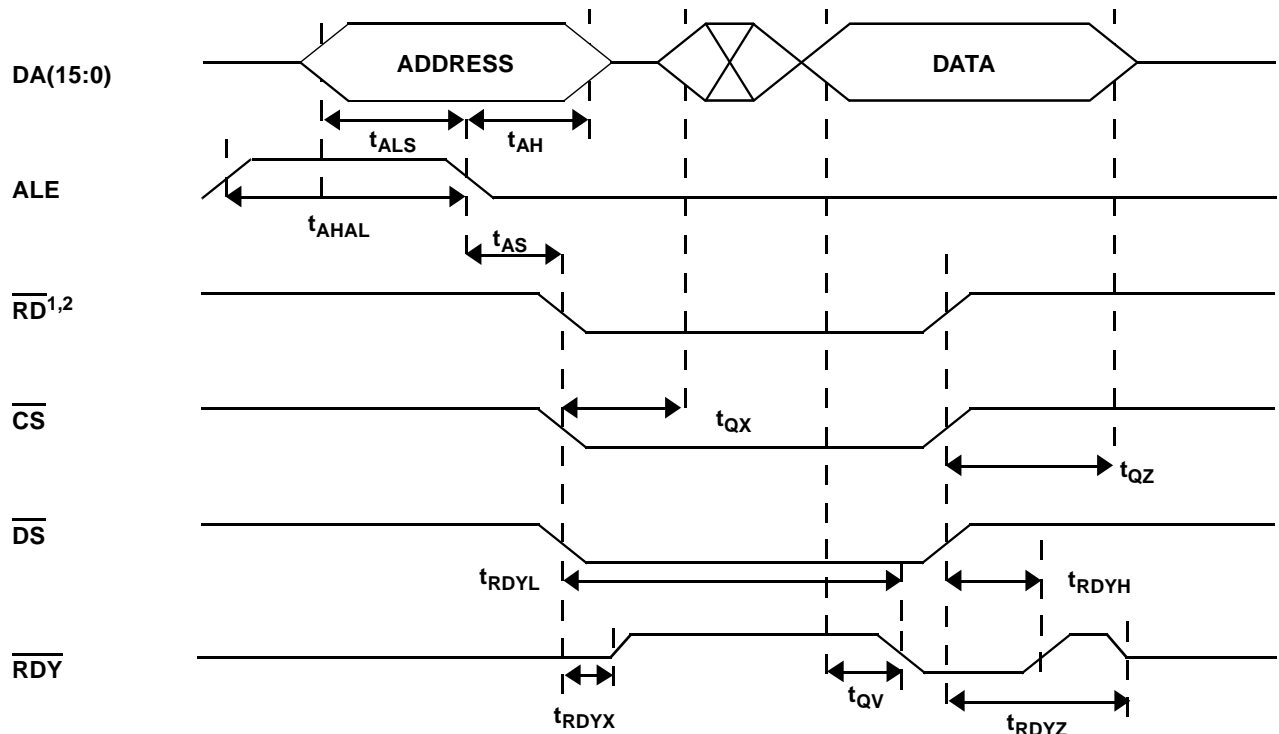 DA(15:0)
ADDRESS
DATA
tALS
tAH
ALE
tAHAL
tAS
RD1,2
CS
tQX
tQZ
DS
tRDYL
tRDYH
RDY
tRDYX
tQV
tRDYZ